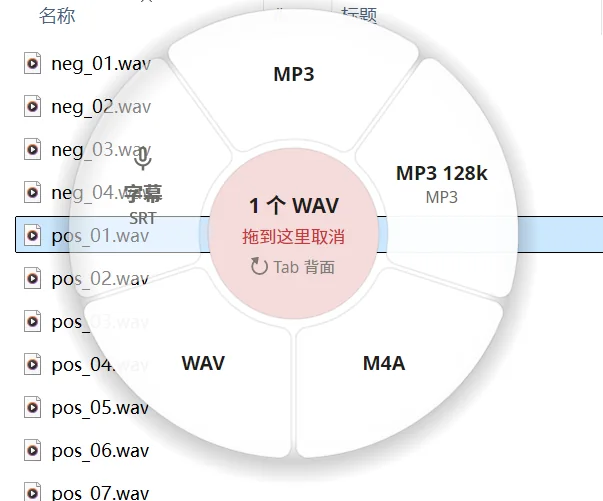 名称
标题
neg_01.wav
neg_02.wav
neg_03.wav
neg_04.wav
pos_01.wav
pos_02.wav
pos_03.wav
pos_04.wav
pos_05.wav
pos_06.wav
pos_07.wav
MP3
MP3 128k
MP3
字幕
SRT
1 个 WAV
拖到这里取消
Tab 背面
WAV
M4A